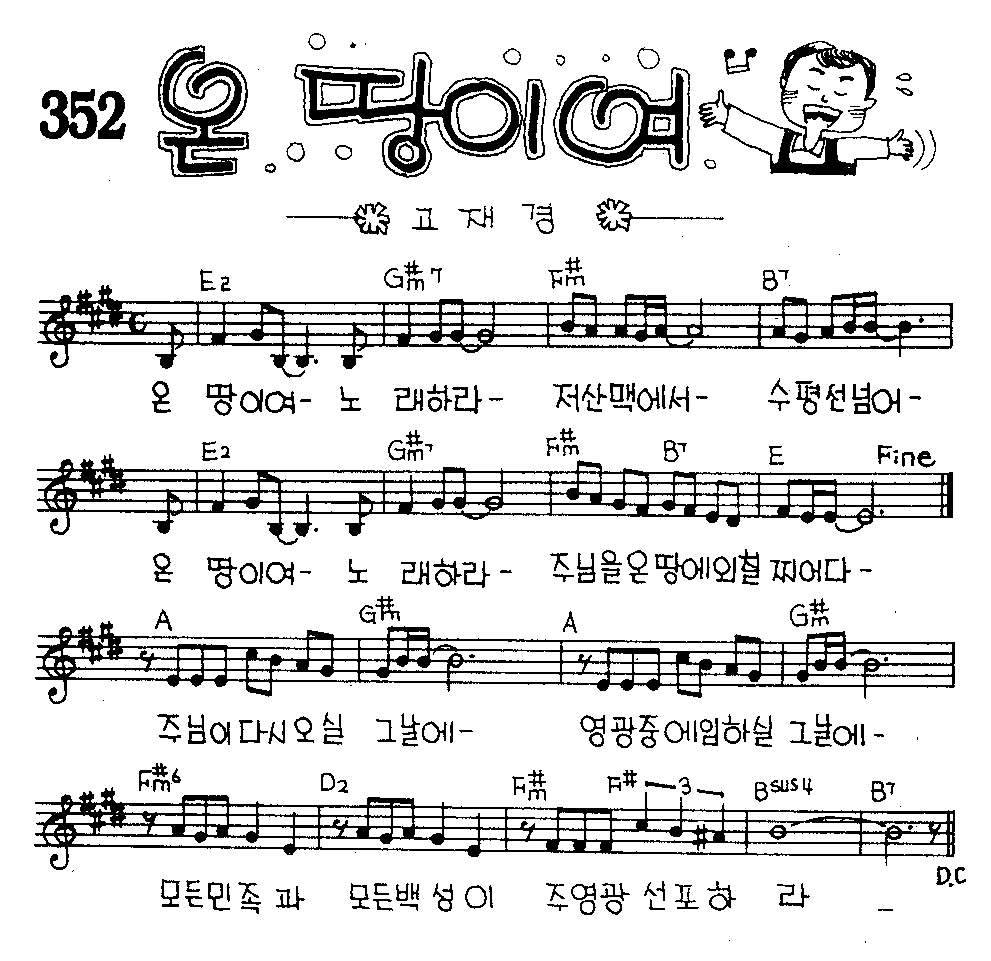 352 온 땅이여
고 재 경
E2 G#m7 F#m B7
온 땅이여- 노 래하라- 저산맥에서- 수평선넘어-
E2 G#m7 F#m B7 E Fine
온 땅이여- 노 래하라- 주님을온땅에외칠찌어다-
A G#m A G#m
주님이다시오실 그날에- 영광중에임하실 그날에-
F#m6 D2 F#m F# 3 Bsus4 B7
D.C
모든민족과 모든백성이 주영광선포하 라 -